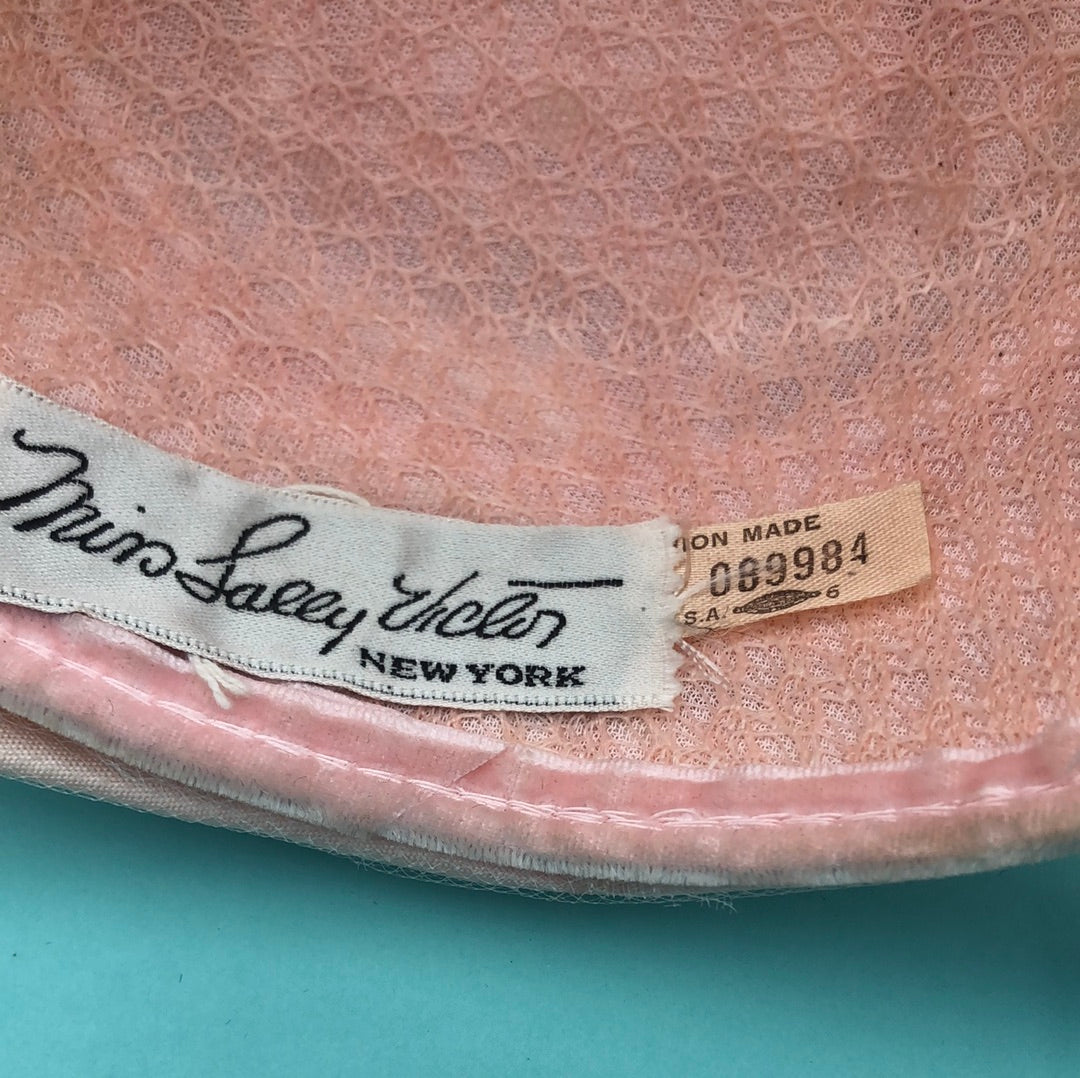 Miss Sally Victor
NEW YORK
ION MADE
089984
S.A. 6